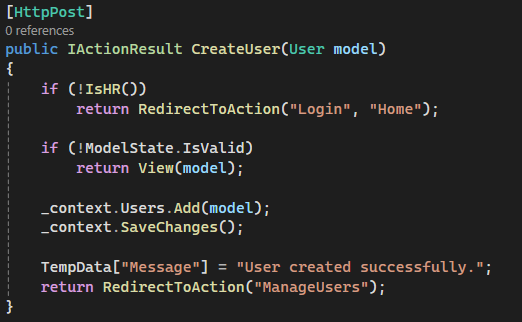 [HttpPost]
0 references
public IActionResult CreateUser(User model)
{
if (!IsHR())
return RedirectToAction("Login", "Home");
if (!ModelState.IsValid)
return View(model);
_context.Users.Add(model);
_context.SaveChanges();
TempData["Message"] = "User created successfully.";
return RedirectToAction("ManageUsers");
}